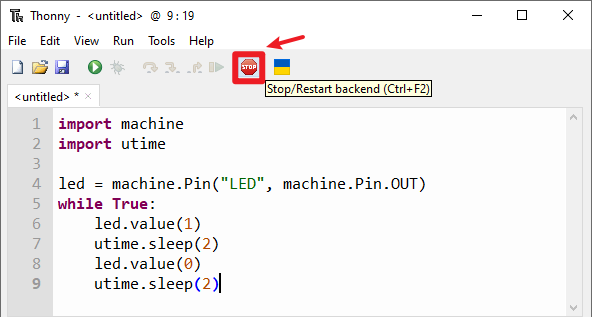 Thonny - <untitled> @ 9 : 19
File Edit View Run Tools Help
STOP
Stop/Restart backend (Ctrl+F2)
<untitled> * ×
1 import machine
2 import utime
3
4 led = machine.Pin("LED", machine.Pin.OUT)
5 while True:
6     led.value(1)
7     utime.sleep(2)
8     led.value(0)
9     utime.sleep(2)